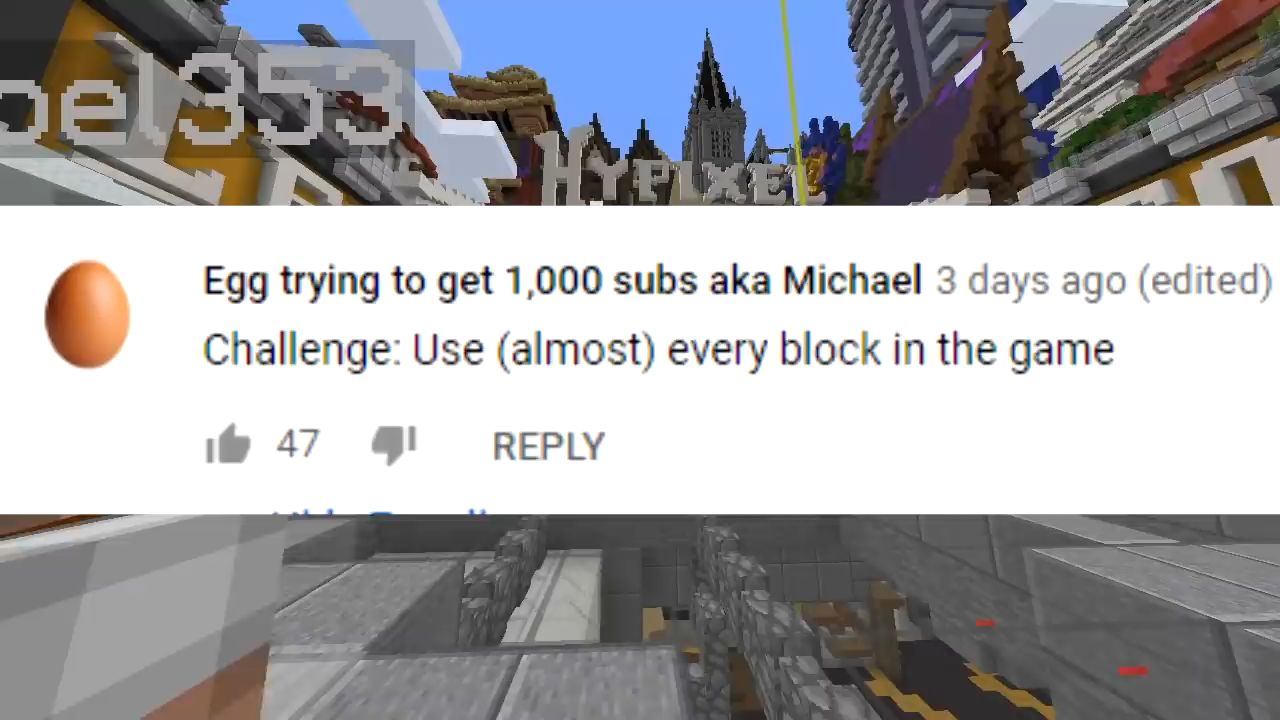 bel353
HYPIXEL
Egg trying to get 1,000 subs aka Michael 3 days ago (edited)
Challenge: Use (almost) every block in the game
47
REPLY